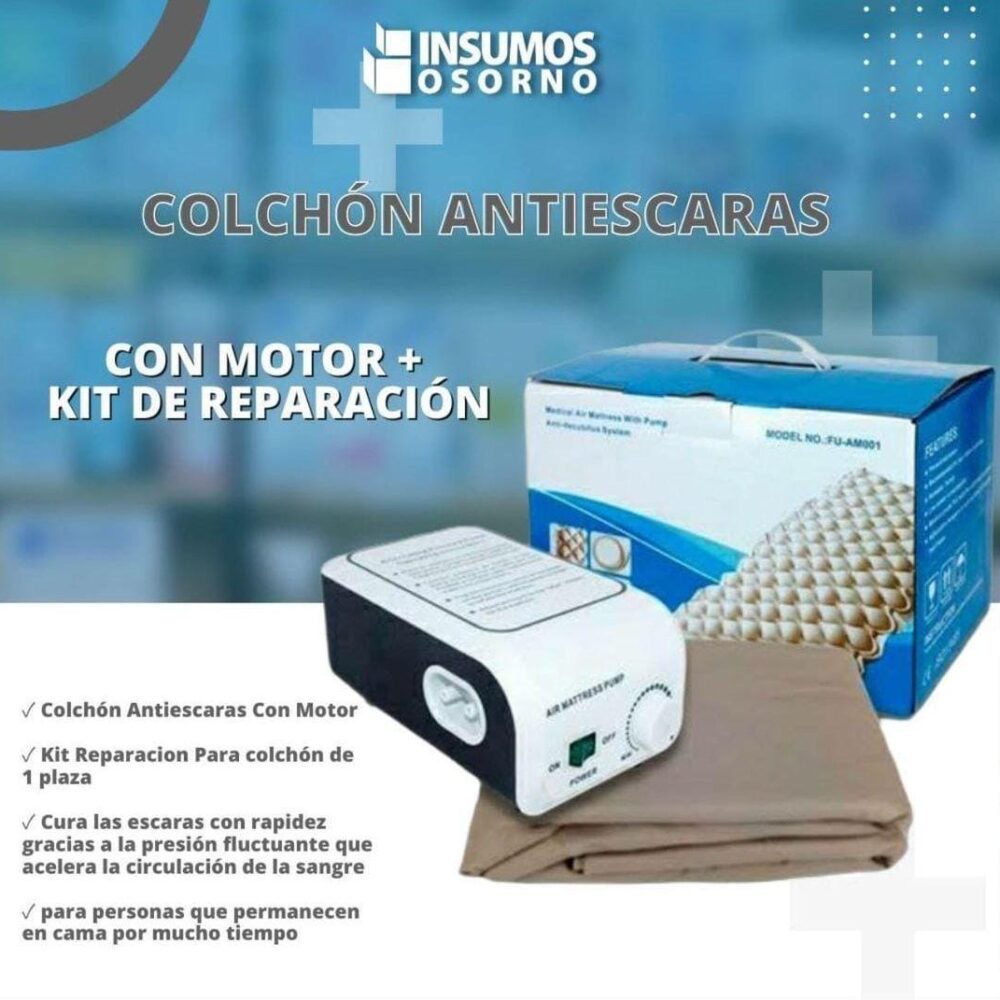 INSUMOS
OSORNO
COLCHÓN ANTIESCARAS
CON MOTOR +
KIT DE REPARACIÓN
Medical Air Mattress With Pump
Anti-decubitus System
MODEL NO.:FU-AM001
FEATURES
AIR MATTRESS PUMP
OFF
ON
POWER
✓ Colchón Antiescaras Con Motor
✓ Kit Reparacion Para colchón de
1 plaza
✓ Cura las escaras con rapidez
gracias a la presión fluctuante que
acelera la circulación de la sangre
✓ para personas que permanecen
en cama por mucho tiempo